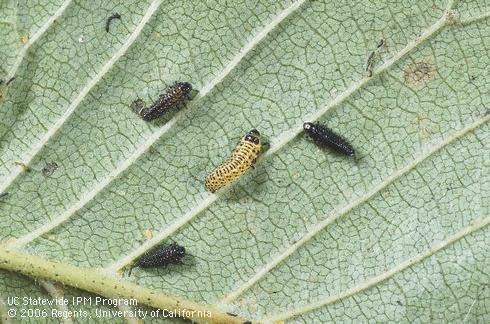 UC Statewide IPM Program
© 2006 Regents, University of California